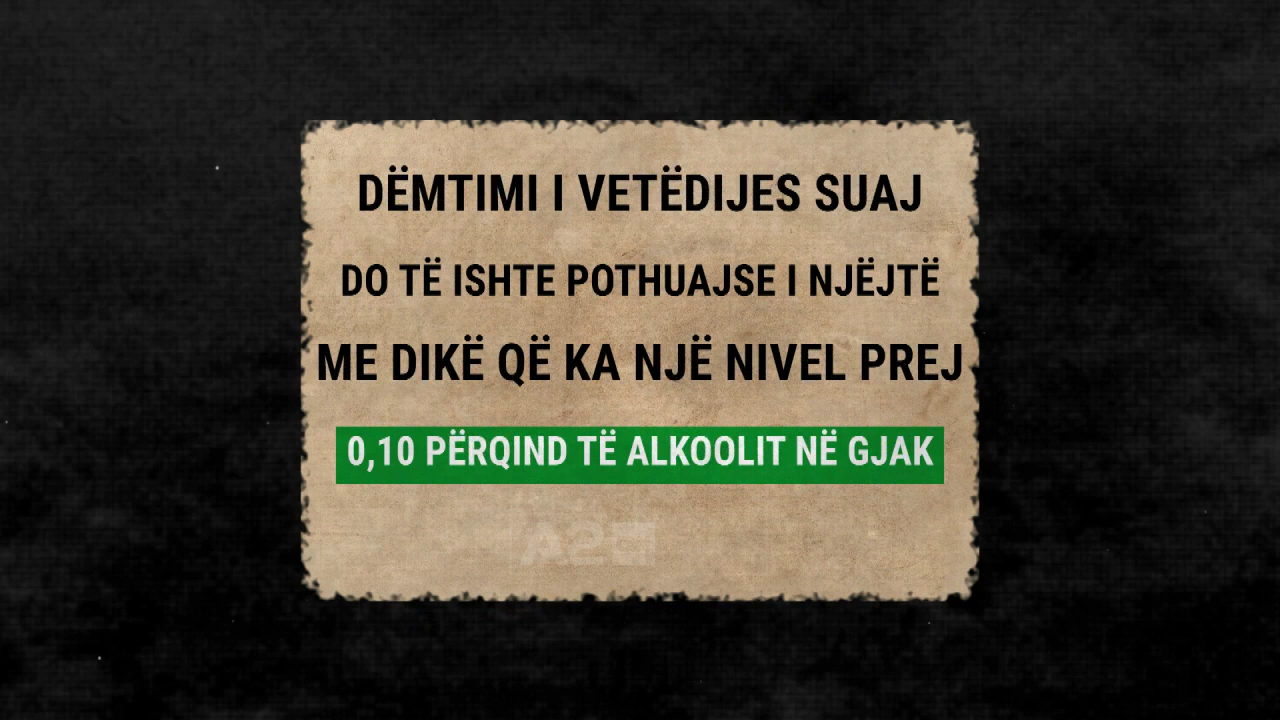 DËMTIMI I VETËDIJES SUAJ
DO TË ISHTE POTHUAJSE I NJËJTË
ME DIKË QË KA NJË NIVEL PREJ
0,10 PËRQIND TË ALKOOLIT NË GJAK